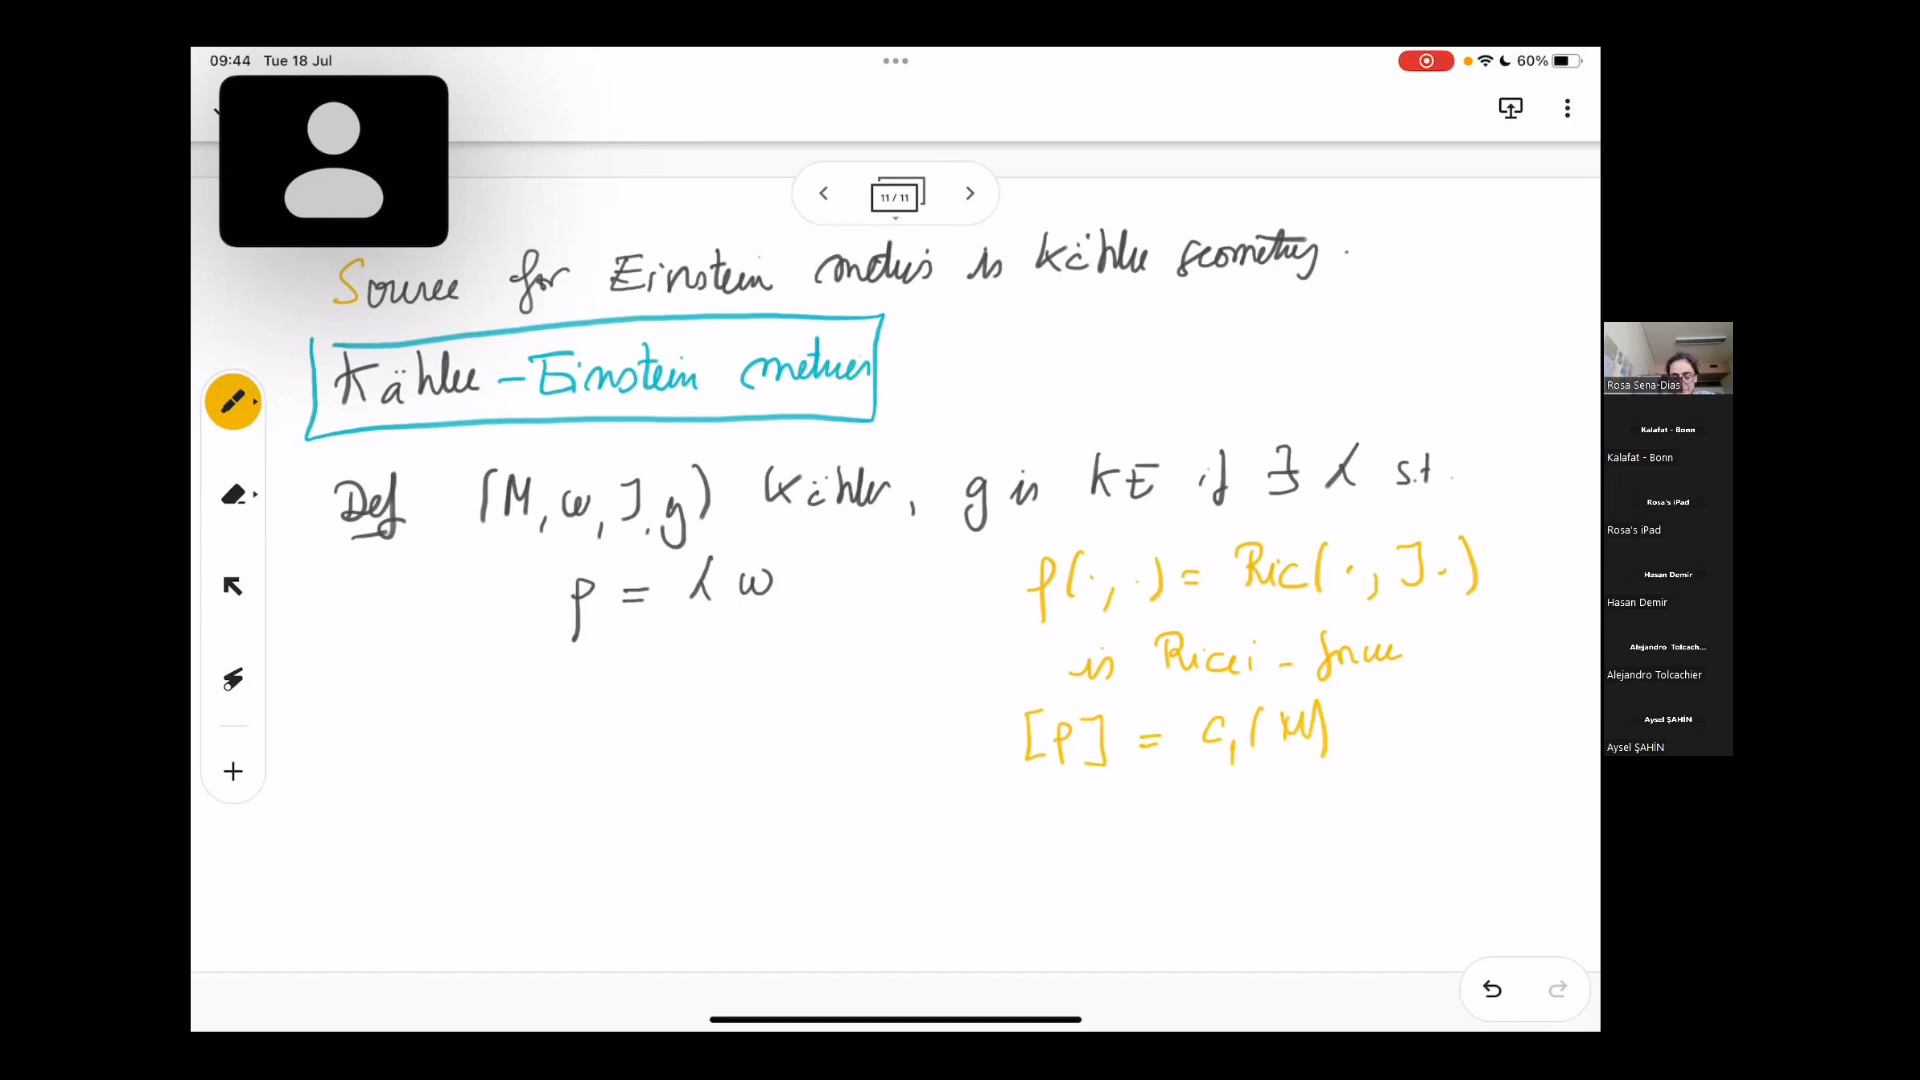 09:44 Tue 18 Jul
60%
11 / 11
Source for Einstein metrics is Kähler geometry.
Kähler - Einstein metrics
Def (M, ω, J, g) Kähler, g is KE if ∃ λ s.t.
ρ = λ ω
ρ(·, ·) = Ric(·, J·)
is Ricci - form
[ρ] = c₁(M)
Rosa Sena-Dias
Kalafat - Bonn
Kalafat - Bonn
Rosa's iPad
Rosa's iPad
Hasan Demir
Hasan Demir
Alejandro Tolcach...
Alejandro Tolcachier
Aysel ŞAHİN
Aysel ŞAHİN